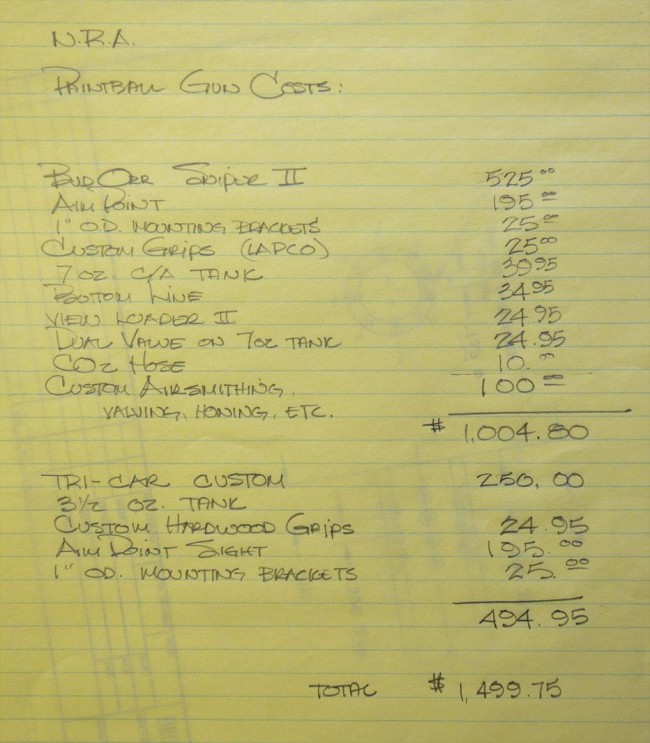 N.R.A.
PAINTBALL GUN COSTS:
BUD ORR SNIPER II 525.00
AIM POINT 195.00
1" O.D. MOUNTING BRACKETS 25.00
CUSTOM GRIPS (LAPCO) 25.00
7 OZ. C/A TANK 39.95
BOTTOM LINE 34.95
VIEW LOADER II 24.95
DUAL VALVE ON 7OZ TANK 24.95
CO2 HOSE 10.00
CUSTOM AIRSMITHING, 100.00
VALVING, HONING, ETC.
$ 1,004.80
TRI-CAR CUSTOM 250.00
3 1/2 OZ. TANK
CUSTOM HARDWOOD GRIPS 24.95
AIM POINT SIGHT 195.00
1" OD. MOUNTING BRACKETS 25.00
494.95
TOTAL $ 1,499.75